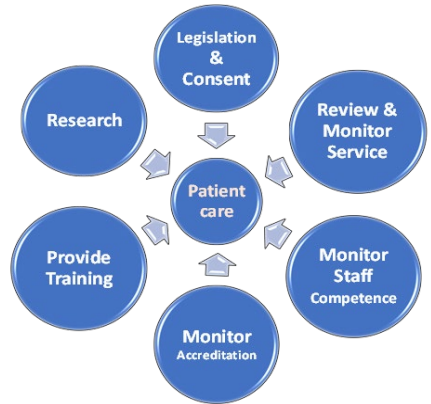 Legislation
&
Consent
Review &
Monitor
Service
Monitor
Staff
Competence
Monitor
Accreditation
Provide
Training
Research
Patient
care